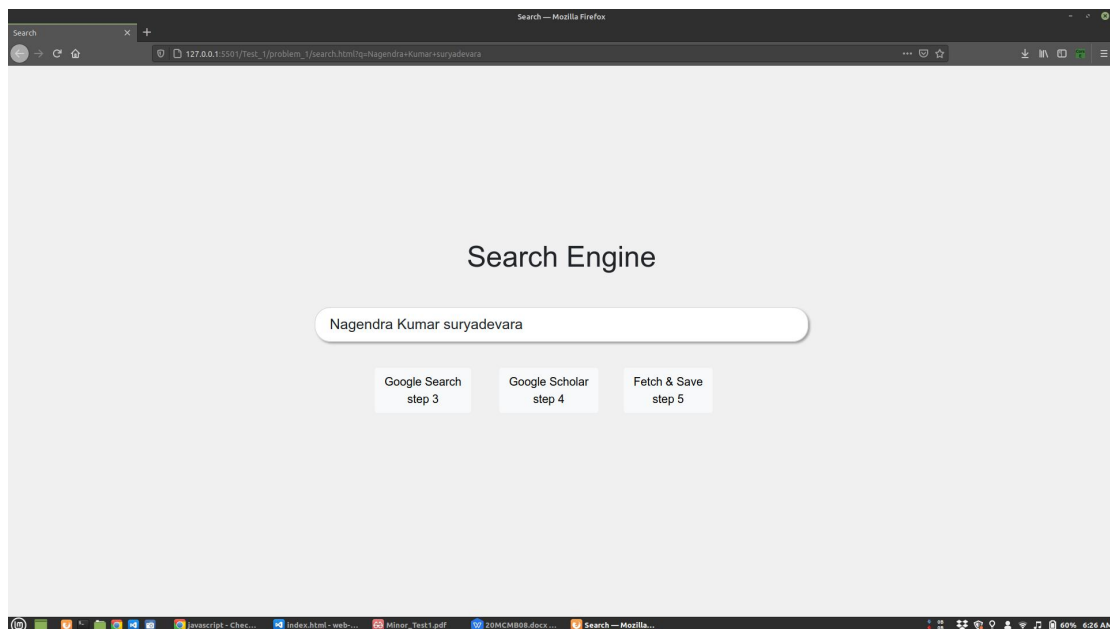 Search — Mozilla Firefox
Search
127.0.0.1:5501/Test_1/problem_1/search.html?q=Nagendra+Kumar+suryadevara
Search Engine
Nagendra Kumar suryadevara
Google Search
step 3
Google Scholar
step 4
Fetch & Save
step 5
javascript - Chec... index.html - web-... Minor_Test1.pdf 20MCMB08.docx ... Search — Mozilla... 60% 6:26 AM